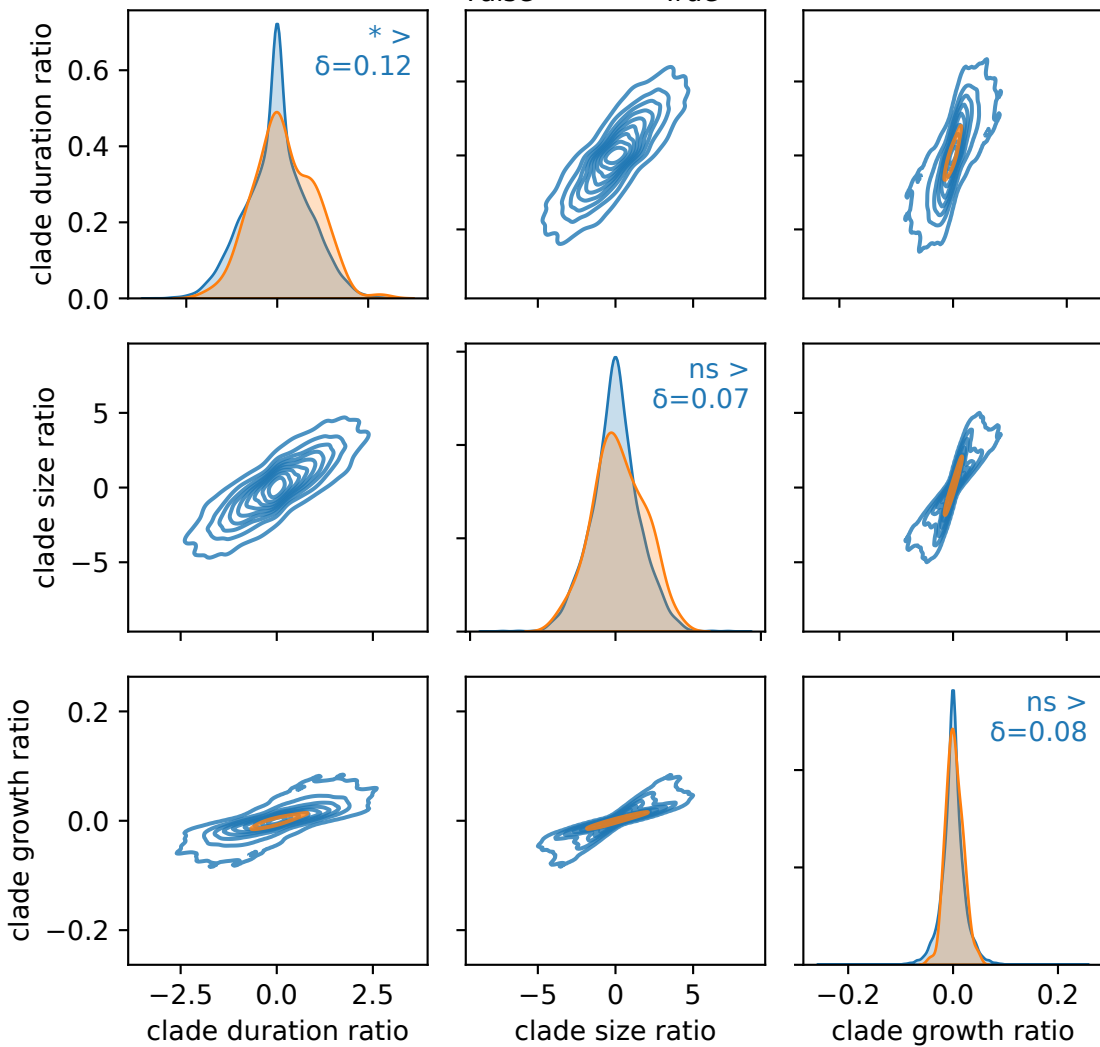 * >
δ=0.12
clade duration ratio
0.6
0.4
0.2
0.0
ns >
δ=0.07
clade size ratio
5
0
−5
ns >
δ=0.08
clade growth ratio
0.2
0.0
−0.2
−2.5 0.0 2.5
−5 0 5
−0.2 0.0 0.2
clade duration ratio
clade size ratio
clade growth ratio